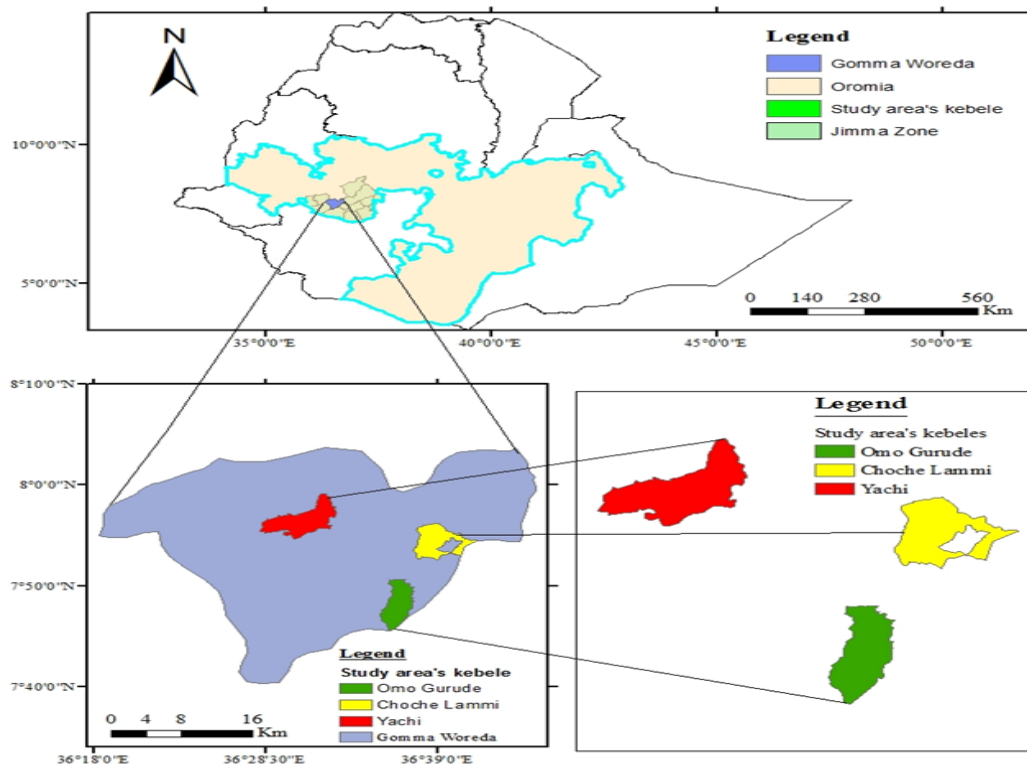 N
Legend
Gomma Woreda
Oromia
Study area's kebele
Jimma Zone
10°0'0"N
5°0'0"N
0 140 280 560
Km
35°0'0"E 40°0'0"E 45°0'0"E 50°0'0"E
8°10'0"N
8°0'0"N
7°50'0"N
7°40'0"N
Legend
Study area's kebele
Omo Gurude
Choche Lammi
Yachi
Gomma Woreda
0 4 8 16
Km
36°18'0"E 36°28'30"E 36°39'0"E
Legend
Study area's kebeles
Omo Gurude
Choche Lammi
Yachi